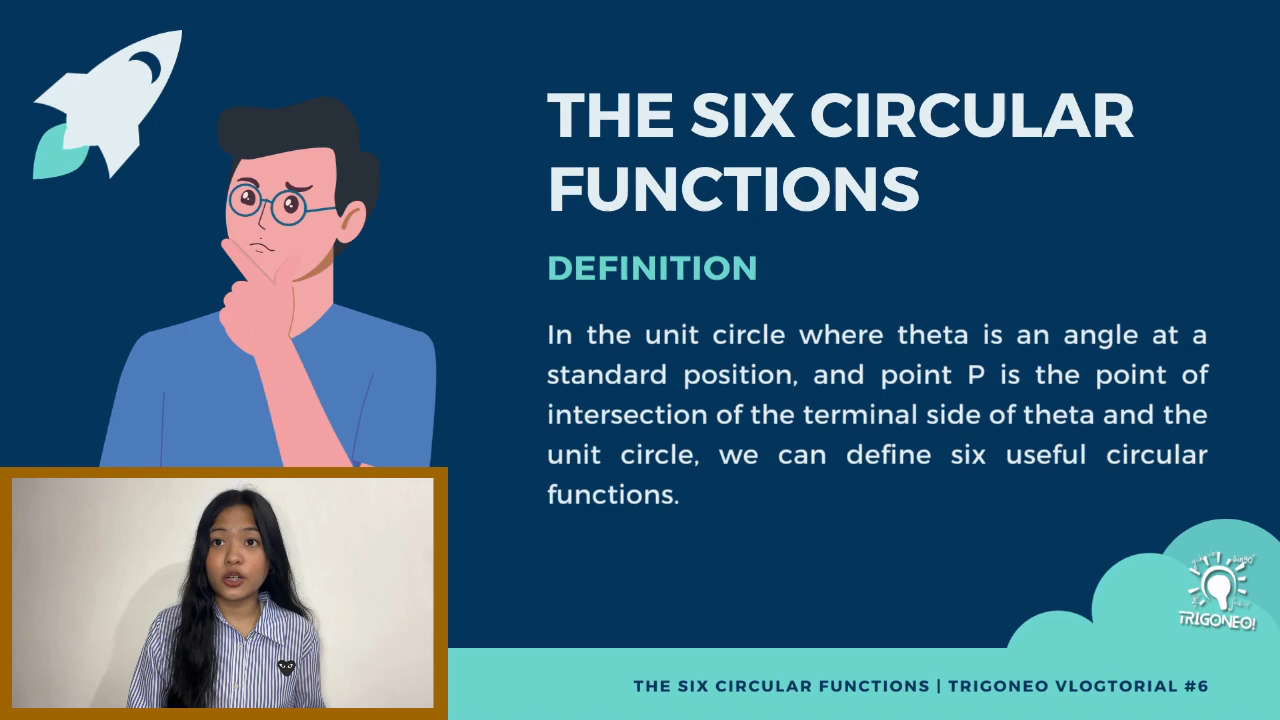 THE SIX CIRCULAR
FUNCTIONS
DEFINITION
In the unit circle where theta is an angle at a
standard position, and point P is the point of
intersection of the terminal side of theta and the
unit circle, we can define six useful circular
functions.
TRIGONEO!
THE SIX CIRCULAR FUNCTIONS | TRIGONEO VLOGTORIAL #6